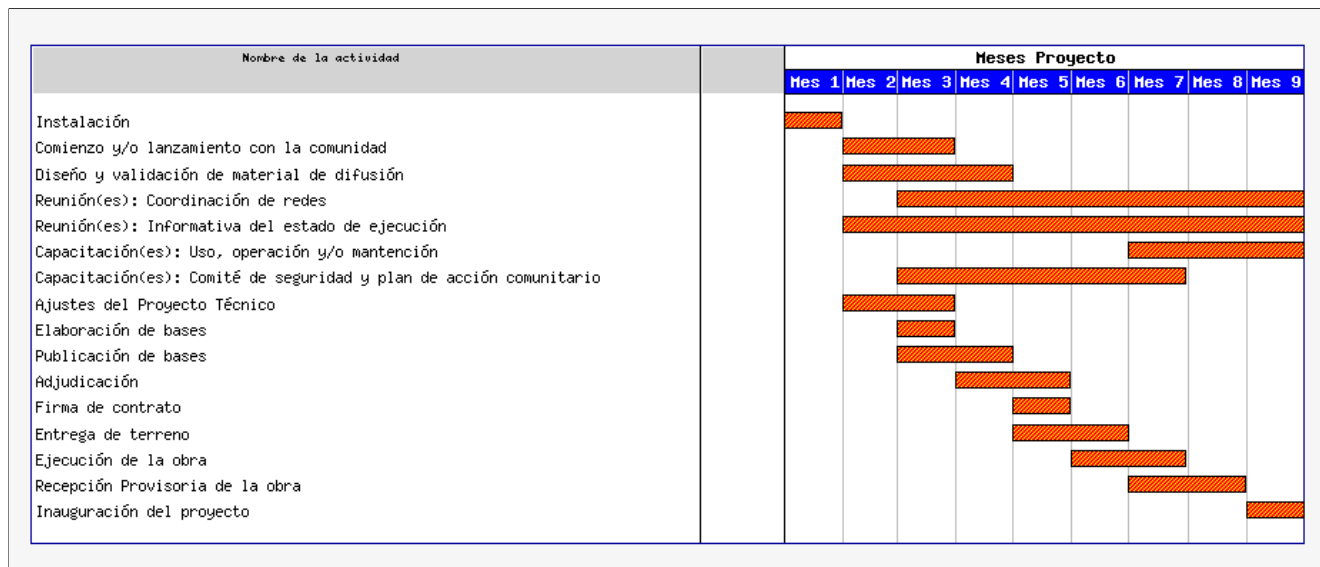 Nombre de la actividad
Meses Proyecto
Mes 1 Mes 2 Mes 3 Mes 4 Mes 5 Mes 6 Mes 7 Mes 8 Mes 9
Instalación
Comienzo y/o lanzamiento con la comunidad
Diseño y validación de material de difusión
Reunión(es): Coordinación de redes
Reunión(es): Informativa del estado de ejecución
Capacitación(es): Uso, operación y/o mantención
Capacitación(es): Comité de seguridad y plan de acción comunitario
Ajustes del Proyecto Técnico
Elaboración de bases
Publicación de bases
Adjudicación
Firma de contrato
Entrega de terreno
Ejecución de la obra
Recepción Provisoria de la obra
Inauguración del proyecto